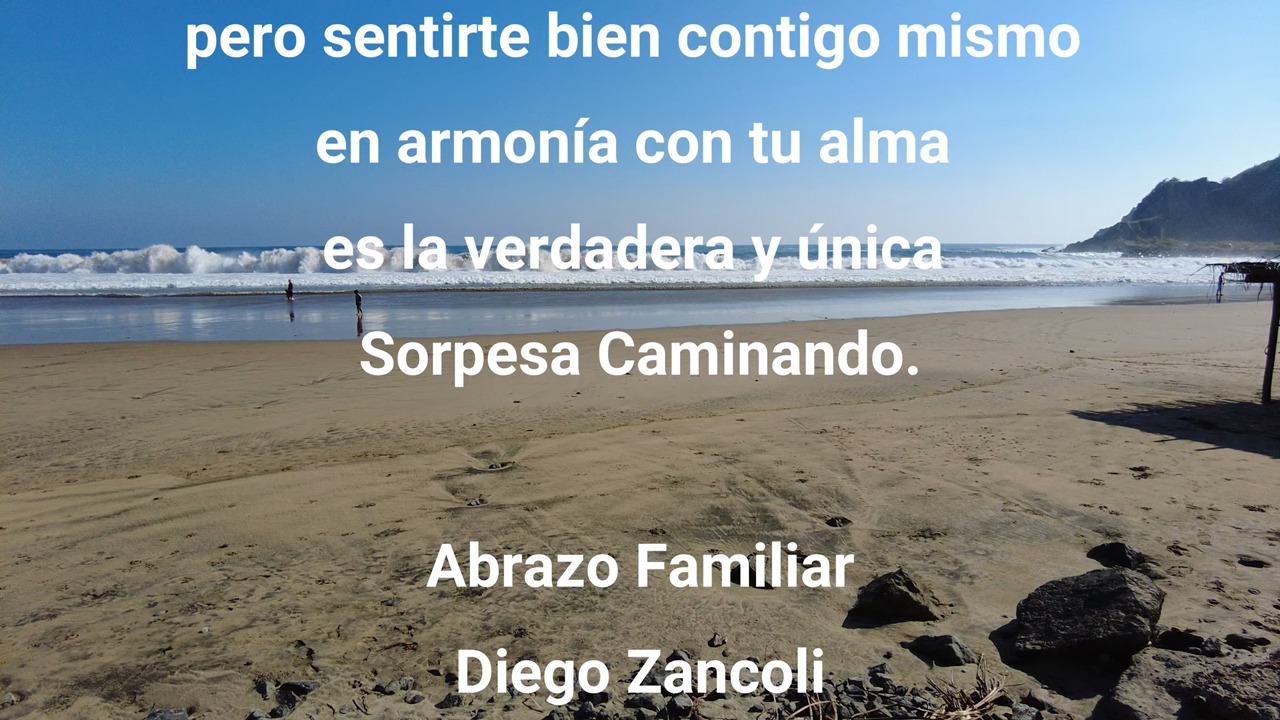 pero sentirte bien contigo mismo
en armonía con tu alma
es la verdadera y única
Sorpesa Caminando.
Abrazo Familiar
Diego Zancoli